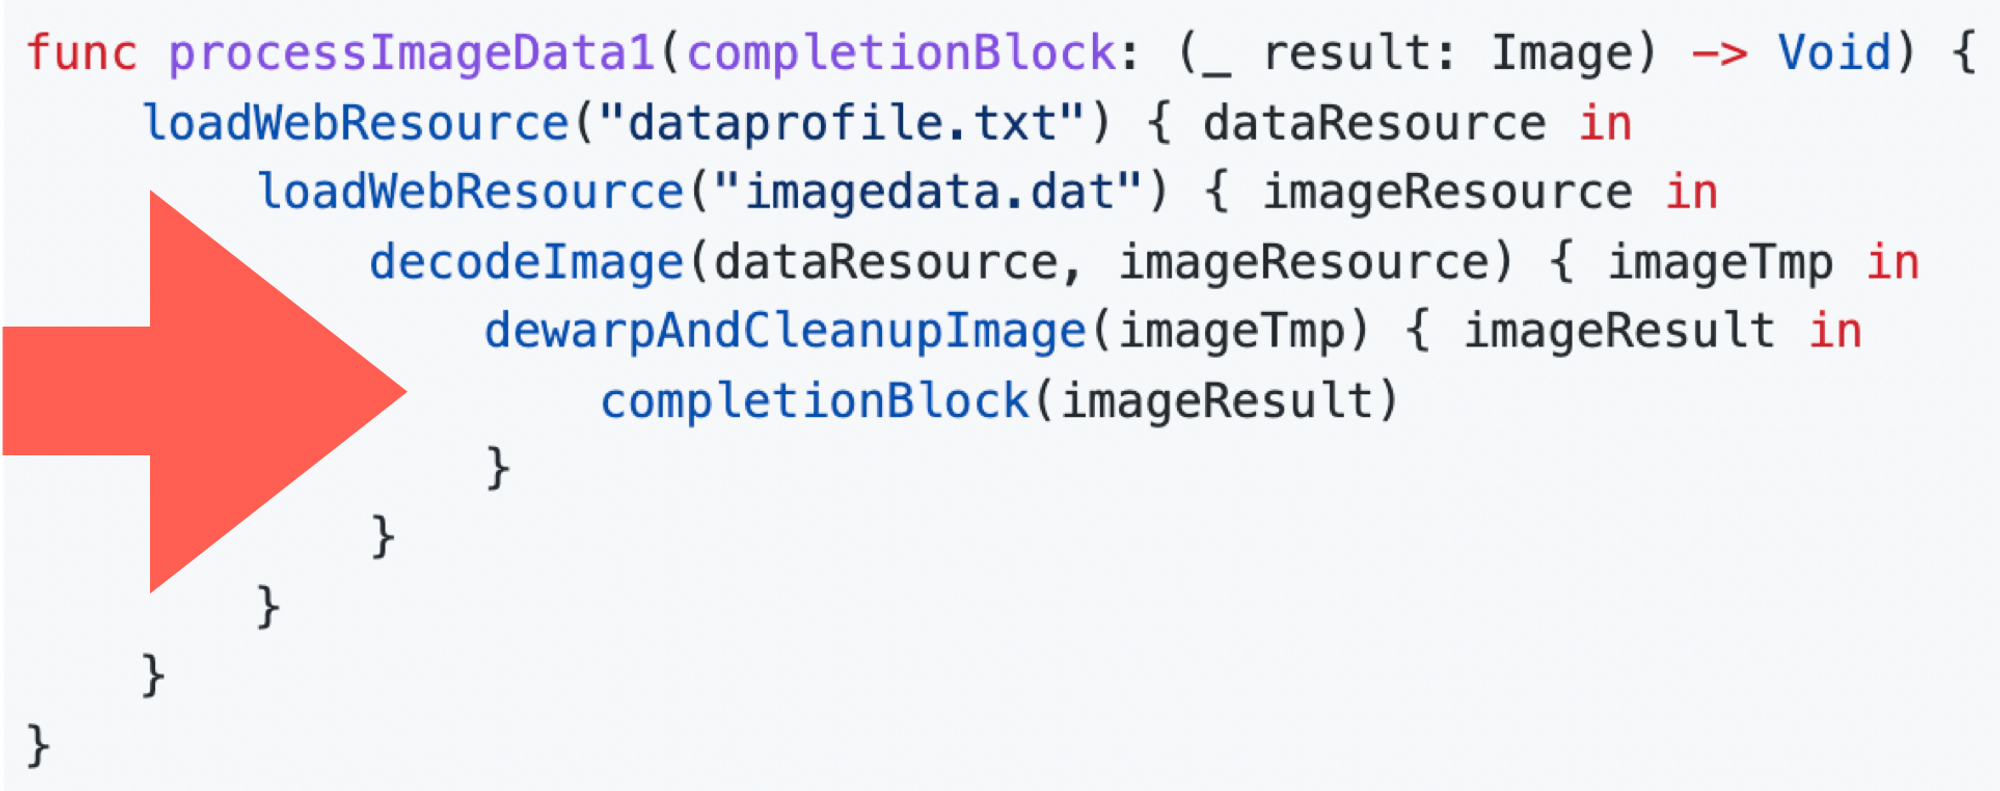 func processImageData1(completionBlock: (_ result: Image) -> Void) {
    loadWebResource("dataprofile.txt") { dataResource in
        loadWebResource("imagedata.dat") { imageResource in
            decodeImage(dataResource, imageResource) { imageTmp in
                dewarpAndCleanupImage(imageTmp) { imageResult in
                    completionBlock(imageResult)
                }
            }
        }
    }
}